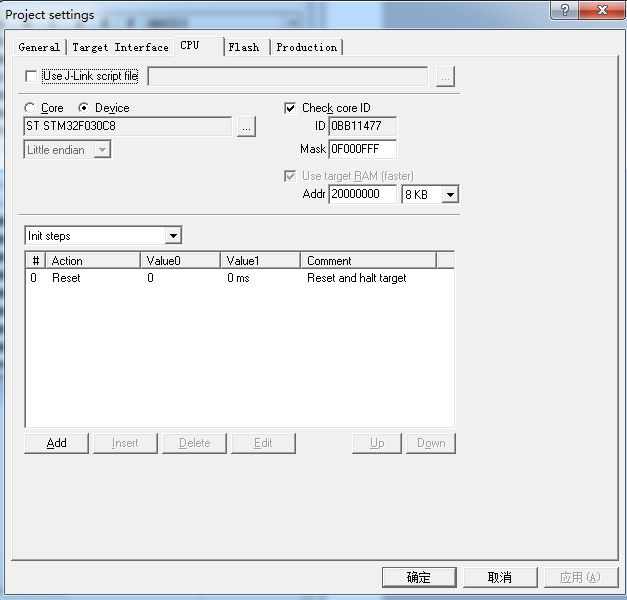 Project settings
?
General Target Interface CPU Flash Production
Use J-Link script file
...
Core Device
Check core ID
ST STM32F030C8 ...
ID 0BB11477
Little endian
Mask 0F000FFF
Use target RAM (faster)
Addr 20000000 8 KB
Init steps
# Action Value0 Value1 Comment
0 Reset 0 0 ms Reset and halt target
Add Insert Delete Edit Up Down
确定 取消 应用(A)